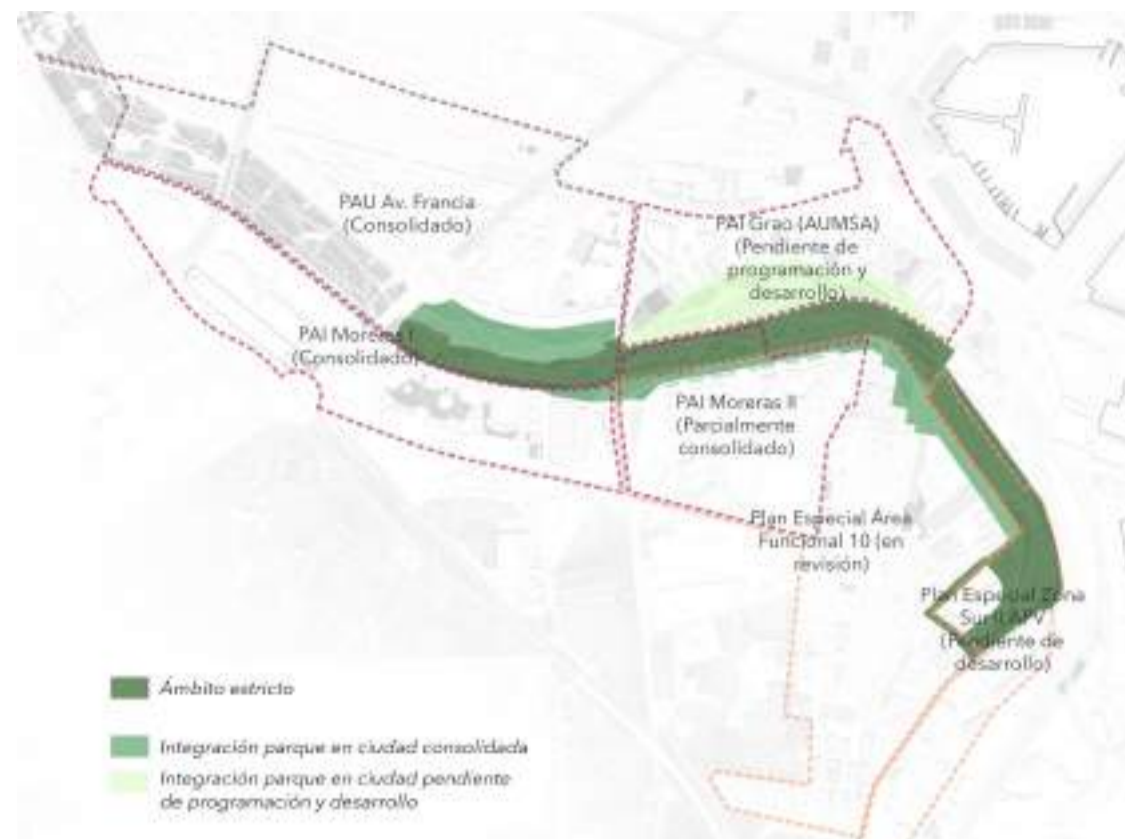 PAU Av. Francia
(Consolidado)
PAI Grao (AUMSA)
(Pendiente de
programación y
desarrollo)
PAI Moreras I
(Consolidado)
PAI Moreras II
(Parcialmente
consolidado)
Plan Especial Área
Funcional 10 (en
revisión)
Plan Especial Zona
Sur II APV
(Pendiente de
desarrollo)
Ámbito estricto
Integración parque en ciudad consolidada
Integración parque en ciudad pendiente
de programación y desarrollo